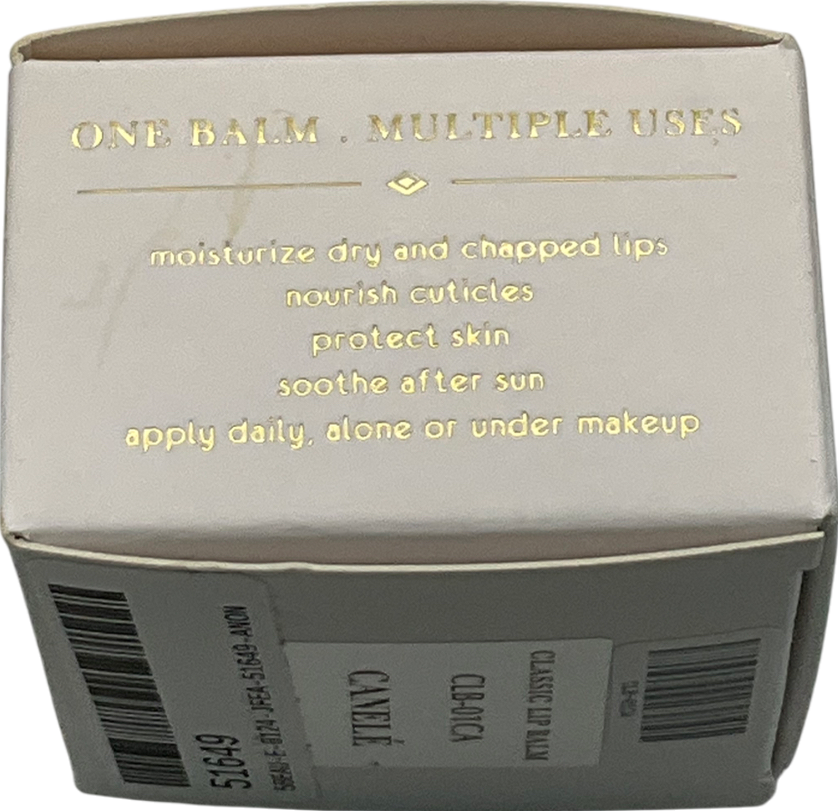 ONE BALM . MULTIPLE USES
moisturize dry and chapped lips
nourish cuticles
protect skin
soothe after sun
apply daily, alone or under makeup
51649
CLASSIC LIP BALM
CLB-01CA
CANELÉ